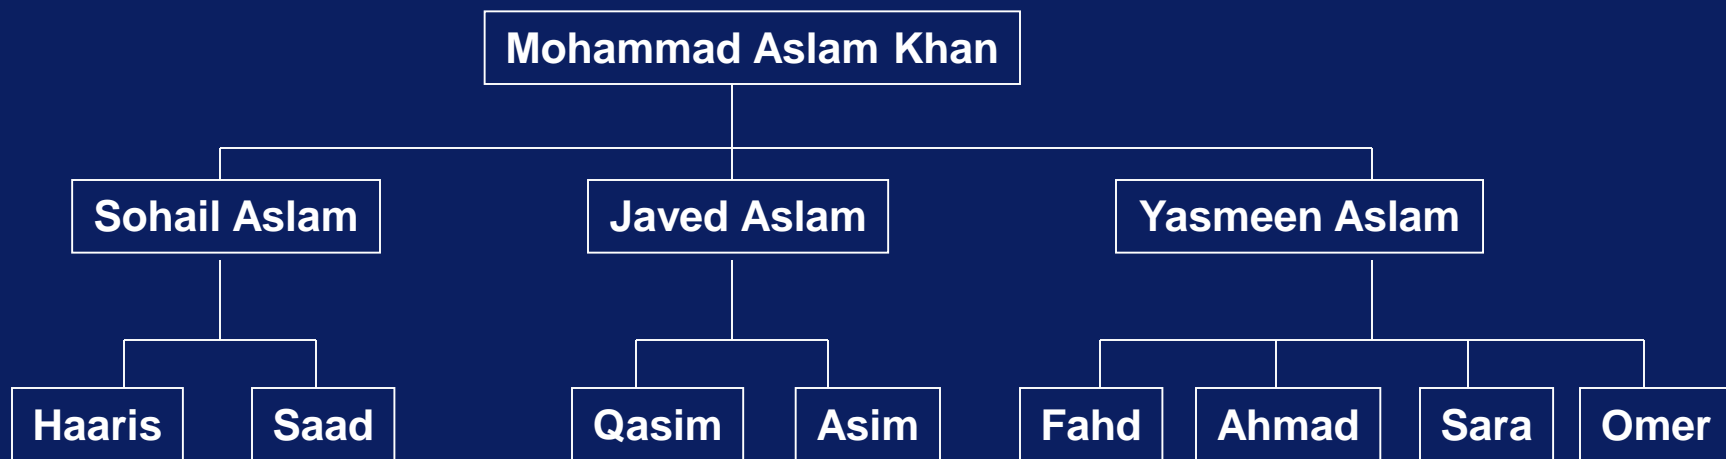 Mohammad Aslam Khan
Sohail Aslam
Javed Aslam
Yasmeen Aslam
Haaris
Saad
Qasim
Asim
Fahd
Ahmad
Sara
Omer